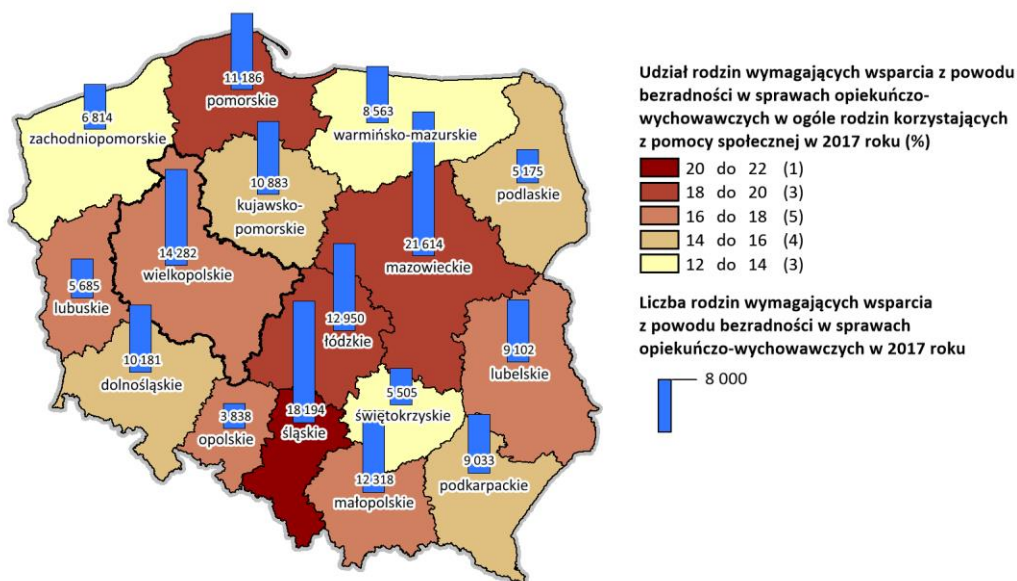 11 186
pomorskie
6 814
zachodniopomorskie
8 563
warmińsko-mazurskie
10 883
kujawsko-
pomorskie
5 175
podlaskie
14 282
wielkopolskie
21 614
mazowieckie
5 685
lubuskie
12 950
łódzkie
10 181
dolnośląskie
9 102
lubelskie
3 838
opolskie
18 194
śląskie
5 505
świętokrzyskie
12 318
małopolskie
9 033
podkarpackie
Udział rodzin wymagających wsparcia z powodu
bezradności w sprawach opiekuńczo-
wychowawczych w ogóle rodzin korzystających
z pomocy społecznej w 2017 roku (%)
20 do 22 (1)
18 do 20 (3)
16 do 18 (5)
14 do 16 (4)
12 do 14 (3)
Liczba rodzin wymagających wsparcia
z powodu bezradności w sprawach
opiekuńczo-wychowawczych w 2017 roku
8 000